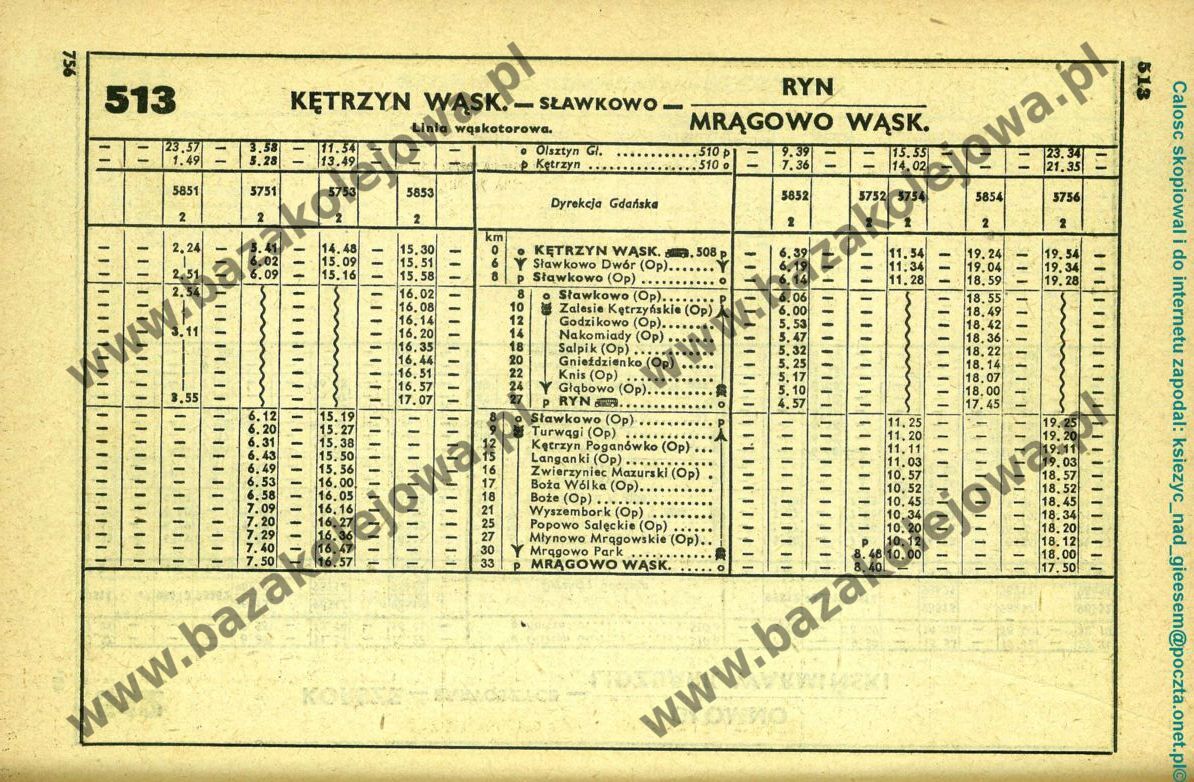 756
513
513
KĘTRZYN WĄSK. — SŁAWKOWO — RYN
MRĄGOWO WĄSK.
Linia wąskotorowa.
— — 23.57 — 3.58 — 11.54 — — — o Olsztyn Gł. 510 p — 9.39 — — 15.55 — — — 23.34 —
— — 1.49 — 5.28 — 13.49 — — — p Kętrzyn 510 o — 7.36 — — 14.02 — — — 21.35 —
5851 5751 5753 5853 Dyrekcja Gdańska 5852 5752 5754 5854 5756
2 2 2 2 2 2 2 2 2
km
— — 2.24 — 5.41 — 14.48 — 15.30 — 0 o KĘTRZYN WĄSK. 508 p — 6.39 — — 11.54 — 19.24 — 19.54 —
— — | — 6.02 — 15.09 — 15.51 — 6 Sławkowo Dwór (Op) — 6.19 — — 11.34 — 19.04 — 19.34 —
— — 2.51 — 6.09 — 15.16 — 15.58 — 8 p Sławkowo (Op) o — 6.14 — — 11.28 — 18.59 — 19.28 —
— — 2.54 — — — 16.02 — 8 o Sławkowo (Op) p — 6.06 — — — 18.55 — —
— — — — — 16.08 — 10 Zalesie Kętrzyńskie (Op) — 6.00 — — — 18.49 — —
— — — — — 16.14 — 12 Godzikowo (Op) — 5.53 — — — 18.42 — —
— — 3.11 — — — 16.20 — 14 Nakomiady (Op) — 5.47 — — — 18.36 — —
— — — — — 16.35 — 18 Salpik (Op) — 5.32 — — — 18.22 — —
— — — — — 16.44 — 20 Gnieździenko (Op) — 5.25 — — — 18.14 — —
— — — — — 16.51 — 22 Knis (Op) — 5.17 — — — 18.07 — —
— — — — — 16.57 — 24 Głąbowo (Op) — 5.10 — — — 18.00 — —
— — 3.55 — — — 17.07 — 27 p RYN o — 4.57 — — — 17.45 — —
— — — — 6.12 — 15.19 — — — 8 o Sławkowo (Op) p — — — — 11.25 — — — 19.25 —
— — — — 6.20 — 15.27 — — — 9 Turwągi (Op) — — — — 11.20 — — — 19.20 —
— — — — 6.31 — 15.38 — — — 12 Kętrzyn Poganówko (Op) — — — — 11.11 — — — 19.11 —
— — — — 6.43 — 15.50 — — — 15 Langanki (Op) — — — — 11.03 — — — 19.03 —
— — — — 6.49 — 15.56 — — — 16 Zwierzyniec Mazurski (Op) — — — — 10.57 — — — 18.57 —
— — — — 6.53 — 16.00 — — — 17 Boża Wólka (Op) — — — — 10.52 — — — 18.52 —
— — — — 6.58 — 16.05 — — — 18 Boże (Op) — — — — 10.45 — — — 18.45 —
— — — — 7.09 — 16.16 — — — 21 Wyszembork (Op) — — — — 10.34 — — — 18.34 —
— — — — 7.20 — 16.27 — — — 25 Popowo Salęckie (Op) — — — — 10.20 — — — 18.20 —
— — — — 7.29 — 16.36 — — — 27 Młynowo Mrągowskie (Op) — — — p 10.12 — — — 18.12 —
— — — — 7.40 — 16.47 — — — 30 Mrągowo Park — — — 8.48 10.00 — — — 18.00 —
— — — — 7.50 — 16.57 — — — 33 p MRĄGOWO WĄSK. o — — — 8.40 — — — — 17.50 —
www.bazakolejowa.pl
www.bazakolejowa.pl
www.bazakolejowa.pl
www.bazakolejowa.pl
Calosc skopiowal i do internetu zapodal: ksiezyc_nad_gieesem@poczta.onet.pl©